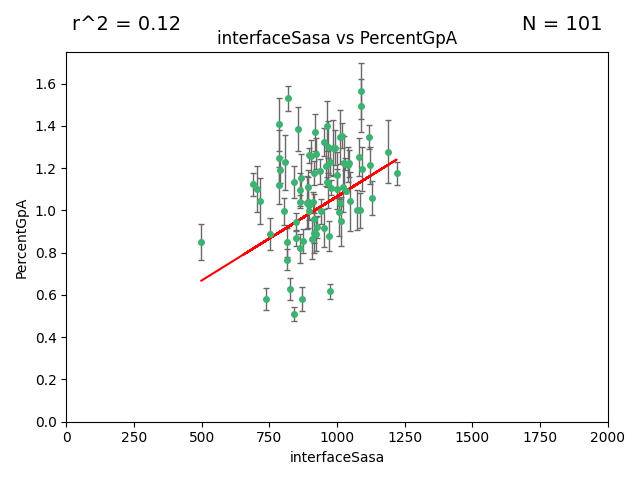 r^2 = 0.12
N = 101
interfaceSasa vs PercentGpA
PercentGpA
1.6
1.4
1.2
1.0
0.8
0.6
0.4
0.2
0.0
0 250 500 750 1000 1250 1500 1750 2000
interfaceSasa